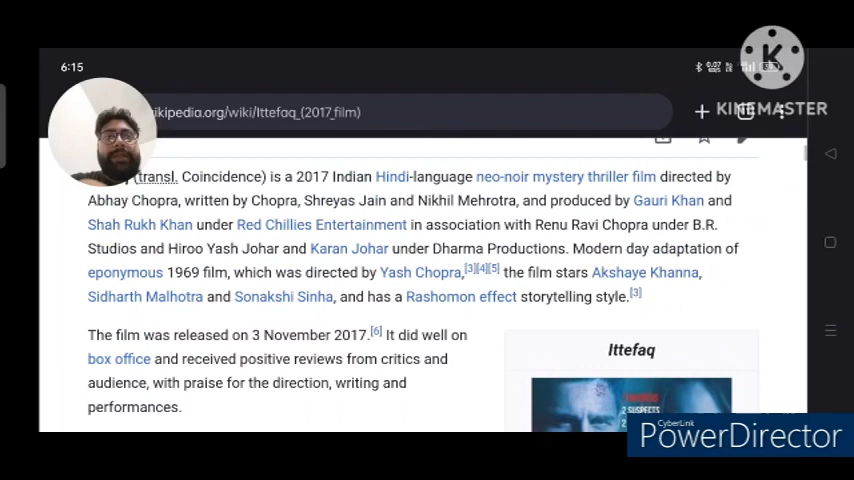 6:15
KINEMASTER
ikipedia.org/wiki/Ittefaq_(2017_film)
(transl. Coincidence) is a 2017 Indian Hindi-language neo-noir mystery thriller film directed by
Abhay Chopra, written by Chopra, Shreyas Jain and Nikhil Mehrotra, and produced by Gauri Khan and
Shah Rukh Khan under Red Chillies Entertainment in association with Renu Ravi Chopra under B.R.
Studios and Hiroo Yash Johar and Karan Johar under Dharma Productions. Modern day adaptation of
eponymous 1969 film, which was directed by Yash Chopra,[3][4][5] the film stars Akshaye Khanna,
Sidharth Malhotra and Sonakshi Sinha, and has a Rashomon effect storytelling style.[3]
The film was released on 3 November 2017.[6] It did well on
box office and received positive reviews from critics and
audience, with praise for the direction, writing and
performances.
Ittefaq
2 SUSPECTS
CyberLink
PowerDirector